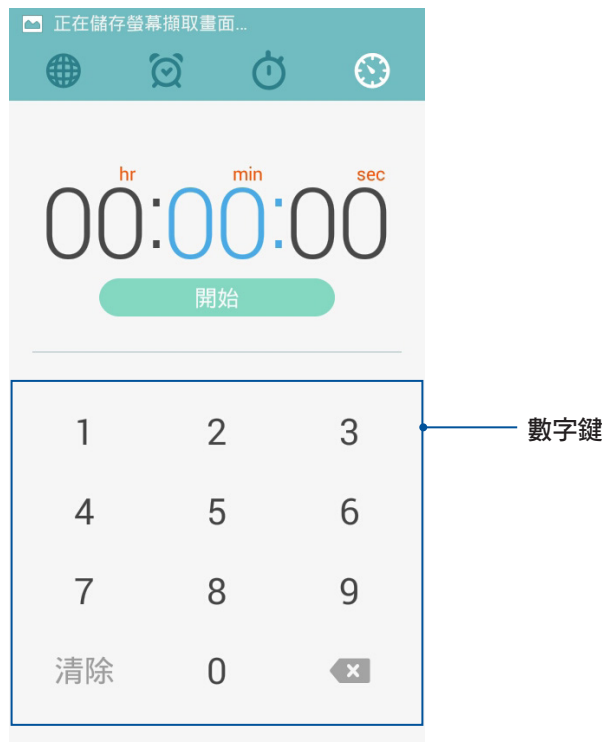 正在儲存螢幕擷取畫面...
hr min sec
00:00:00
開始
1 2 3
數字鍵
4 5 6
7 8 9
清除 0